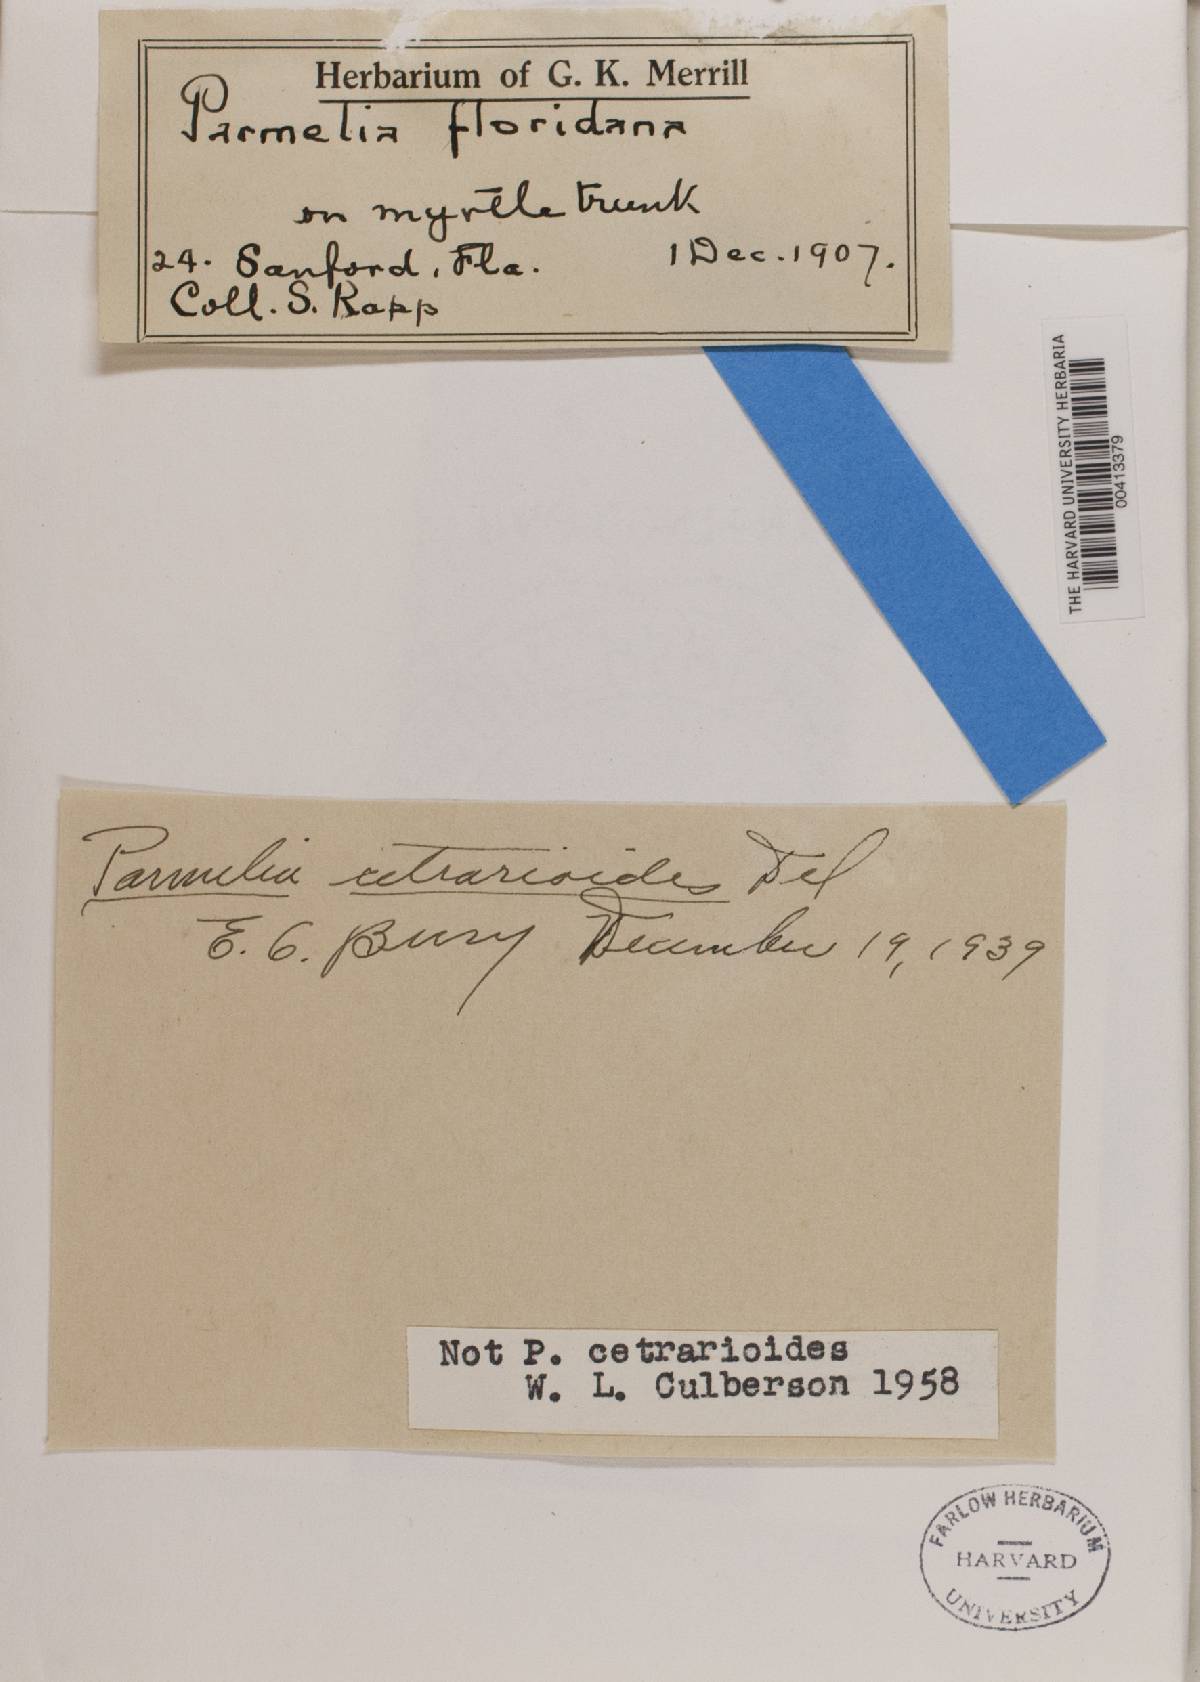 Herbarium of G. K. Merrill
Parmelia floridana
on myrtle trunk
24. Sanford, Fla. 1 Dec. 1907.
Coll. S. Rapp
THE HARVARD UNIVERSITY HERBARIA
00413379
Parmelia cetrarioides Del
E. C. Berry December 19, 1939
Not P. cetrarioides
W. L. Culberson 1958
FARLOW HERBARIUM
HARVARD
UNIVERSITY